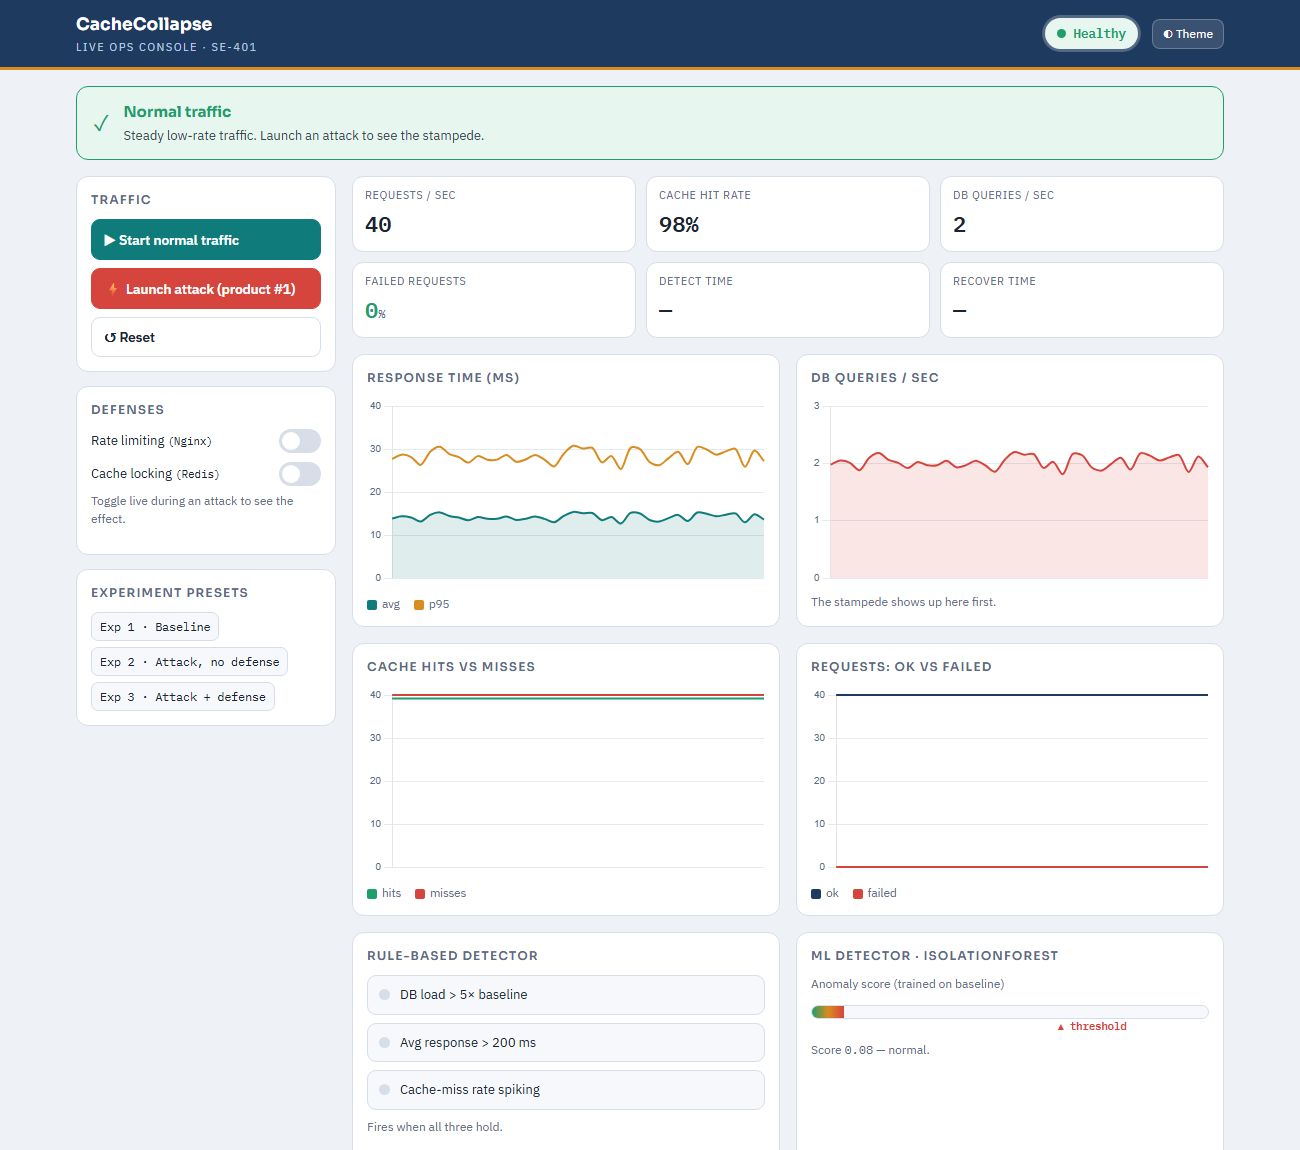 CacheCollapse
LIVE OPS CONSOLE · SE-401
Healthy
Theme
Normal traffic
Steady low-rate traffic. Launch an attack to see the stampede.
TRAFFIC
Start normal traffic
Launch attack (product #1)
Reset
DEFENSES
Rate limiting (Nginx)
Cache locking (Redis)
Toggle live during an attack to see the
effect.
EXPERIMENT PRESETS
Exp 1 · Baseline
Exp 2 · Attack, no defense
Exp 3 · Attack + defense
REQUESTS / SEC
40
CACHE HIT RATE
98%
DB QUERIES / SEC
2
FAILED REQUESTS
0%
DETECT TIME
—
RECOVER TIME
—
RESPONSE TIME (MS)
40
30
20
10
0
avg
p95
DB QUERIES / SEC
3
2
1
0
The stampede shows up here first.
CACHE HITS VS MISSES
40
30
20
10
0
hits
misses
REQUESTS: OK VS FAILED
40
30
20
10
0
ok
failed
RULE-BASED DETECTOR
DB load > 5× baseline
Avg response > 200 ms
Cache-miss rate spiking
Fires when all three hold.
ML DETECTOR · ISOLATIONFOREST
Anomaly score (trained on baseline)
▲ threshold
Score 0.08 — normal.